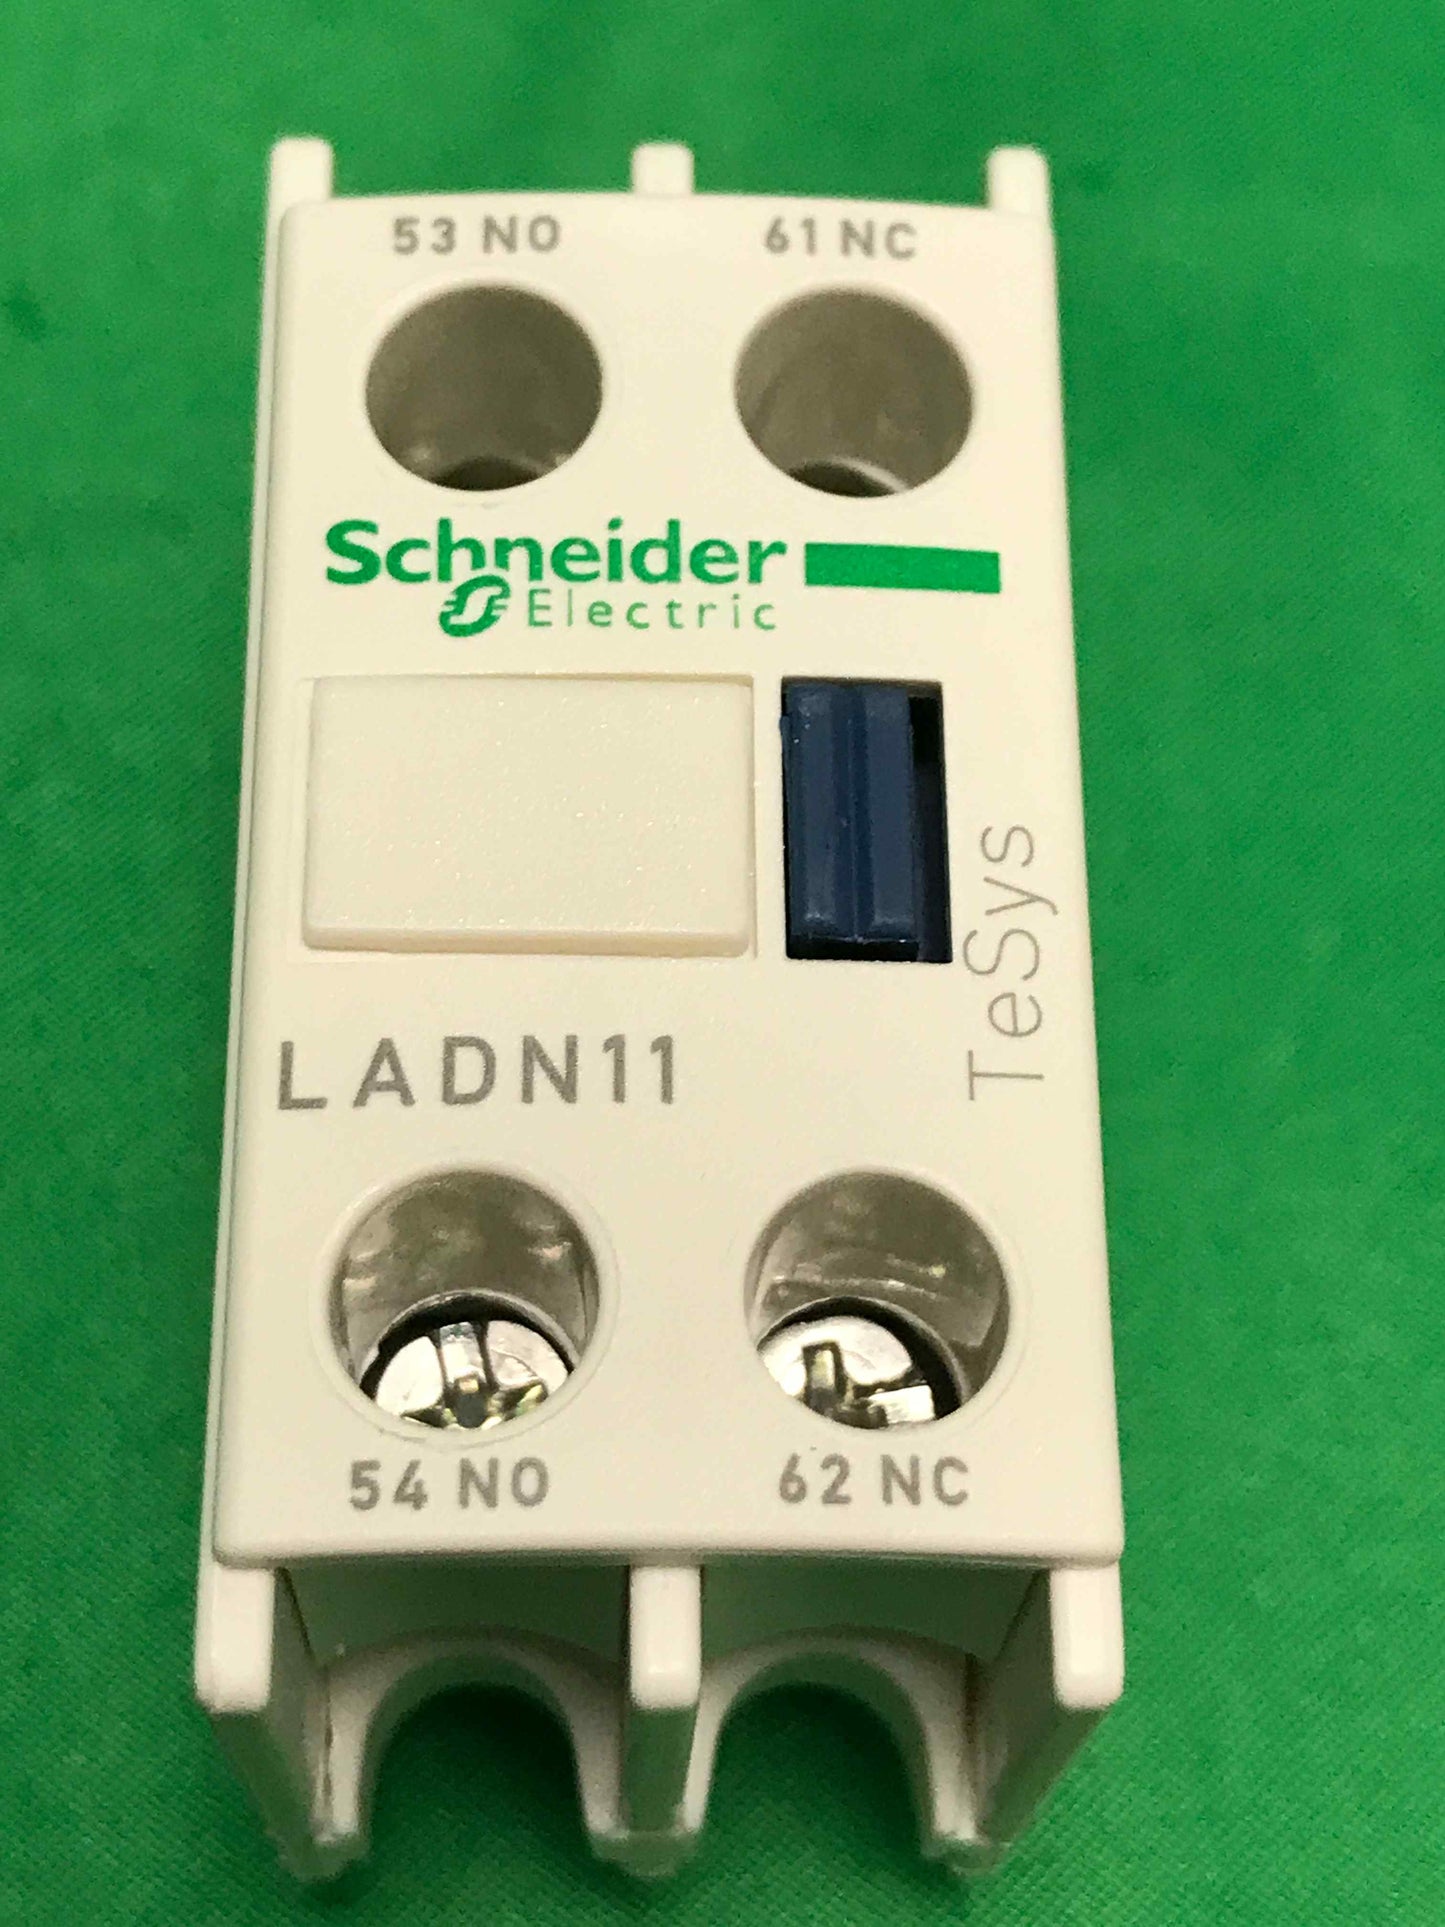 53 NO 61 NC
Schneider
Electric
TeSys
LADN11
54 NO 62 NC